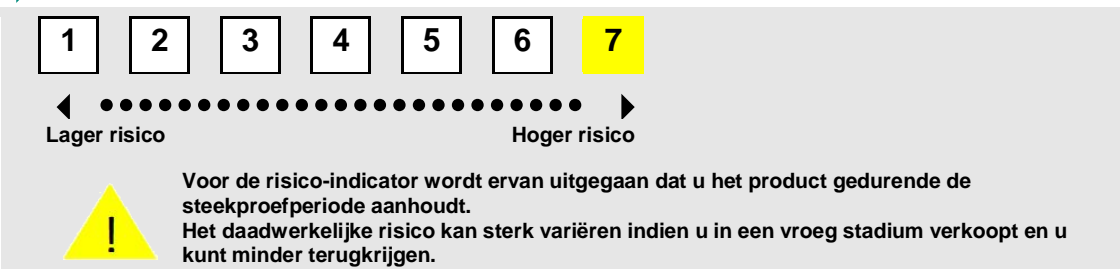 1 2 3 4 5 6 7
Lager risico Hoger risico
Voor de risico-indicator wordt ervan uitgegaan dat u het product gedurende de
steekproefperiode aanhoudt.
!
Het daadwerkelijke risico kan sterk variëren indien u in een vroeg stadium verkoopt en u
kunt minder terugkrijgen.